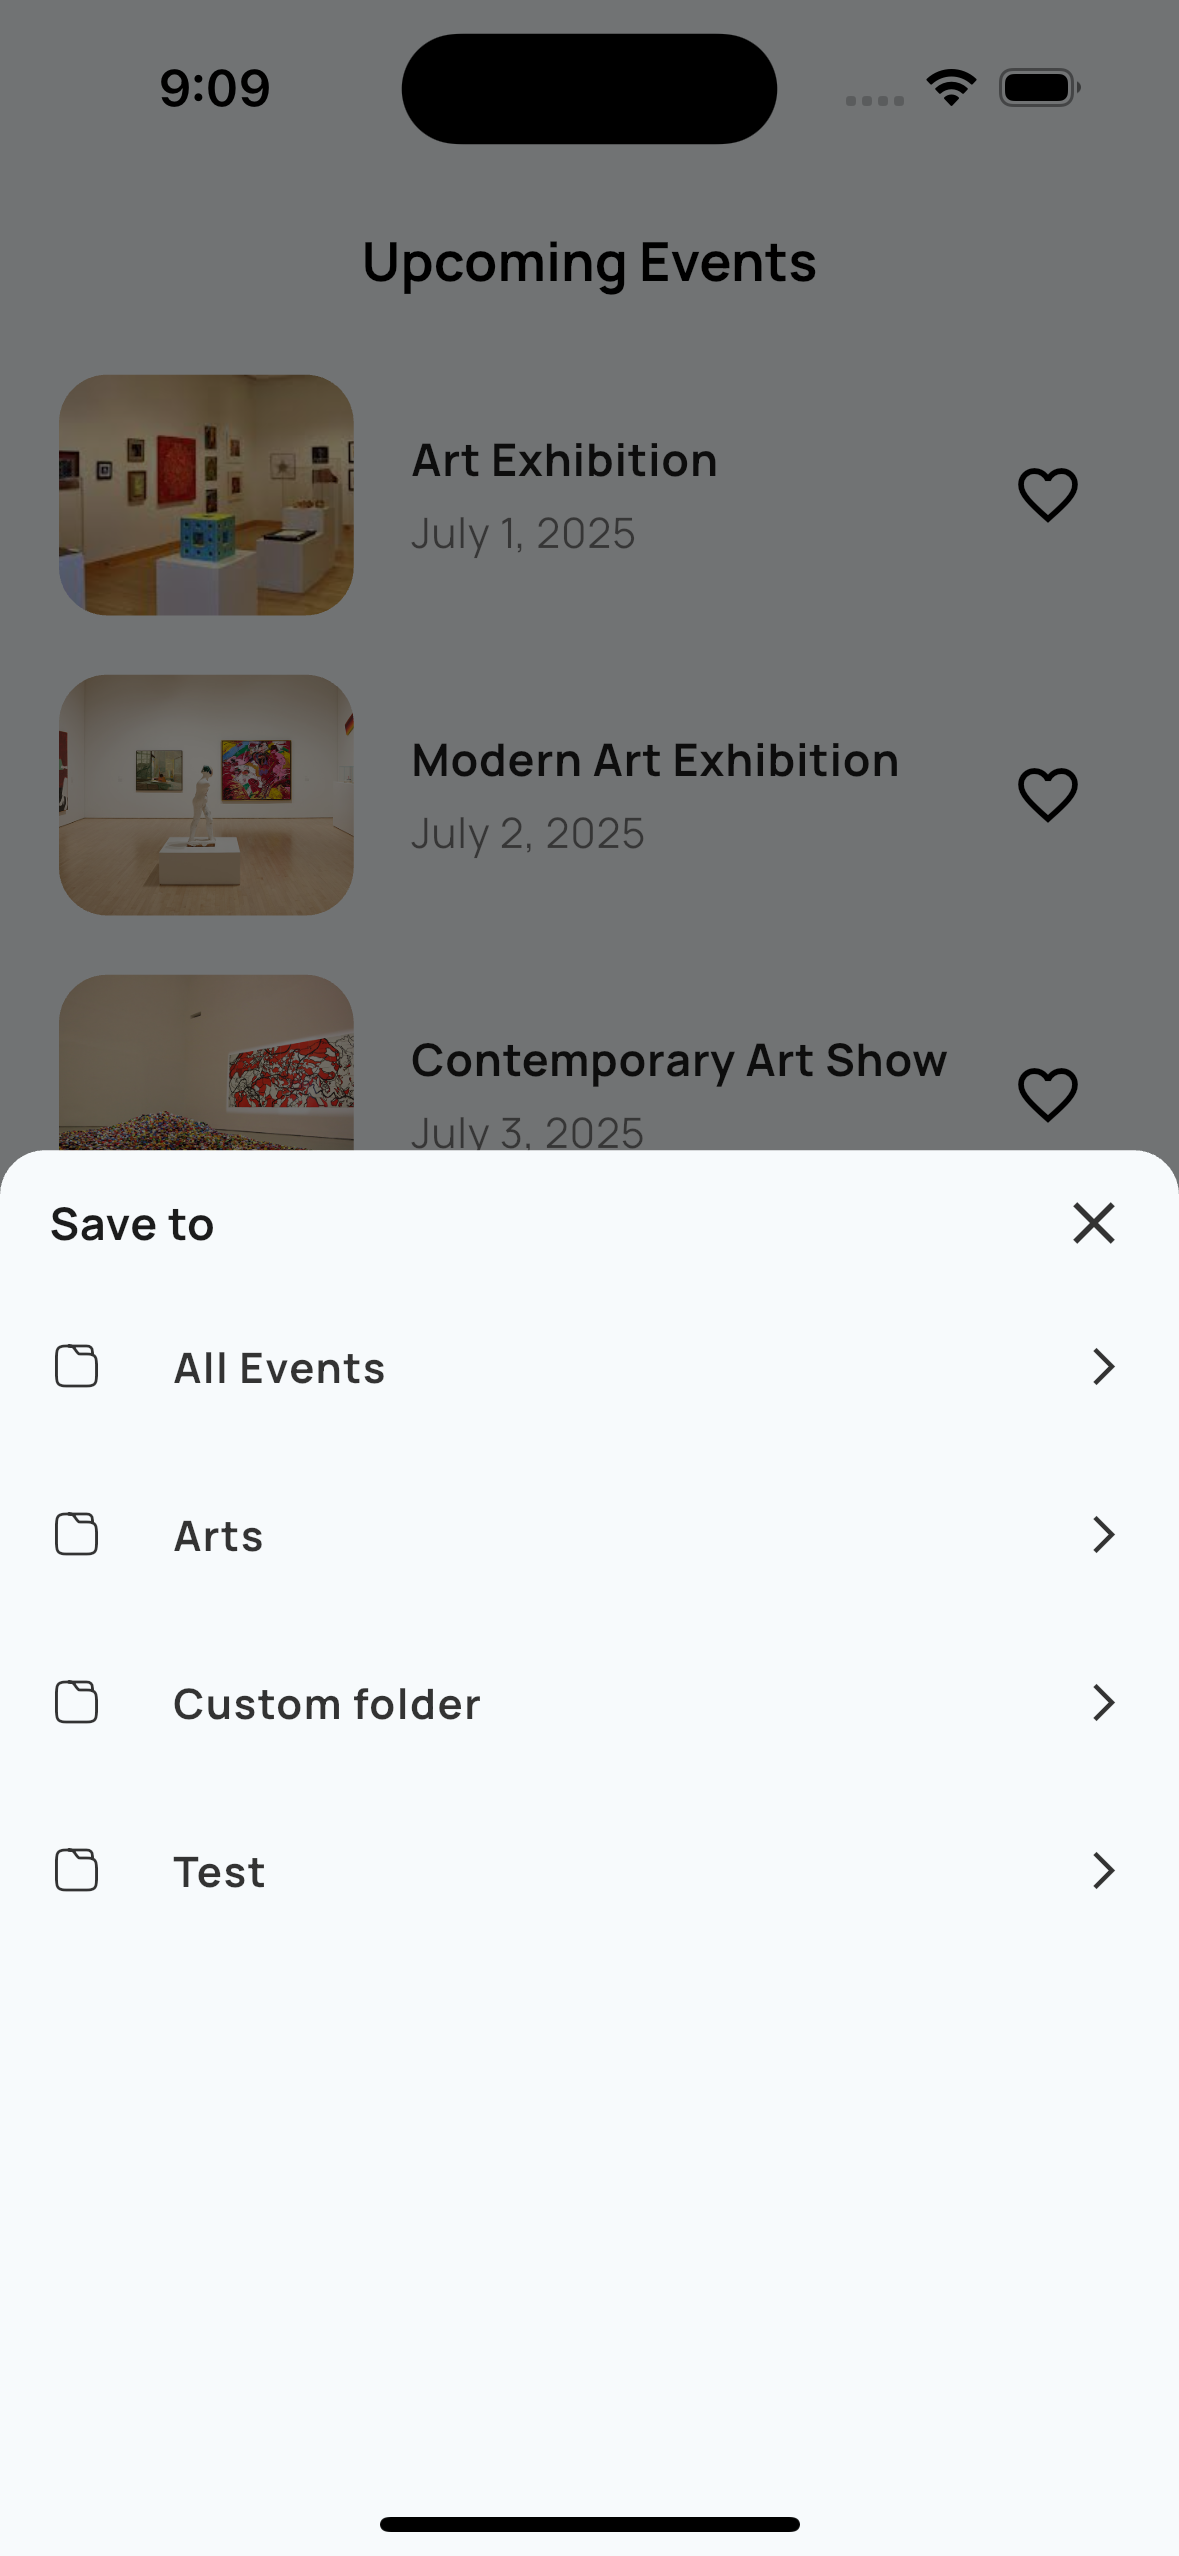 9:09
Upcoming Events
Art Exhibition
July 1, 2025
Modern Art Exhibition
July 2, 2025
Contemporary Art Show
July 3, 2025
Save to
All Events
Arts
Custom folder
Test